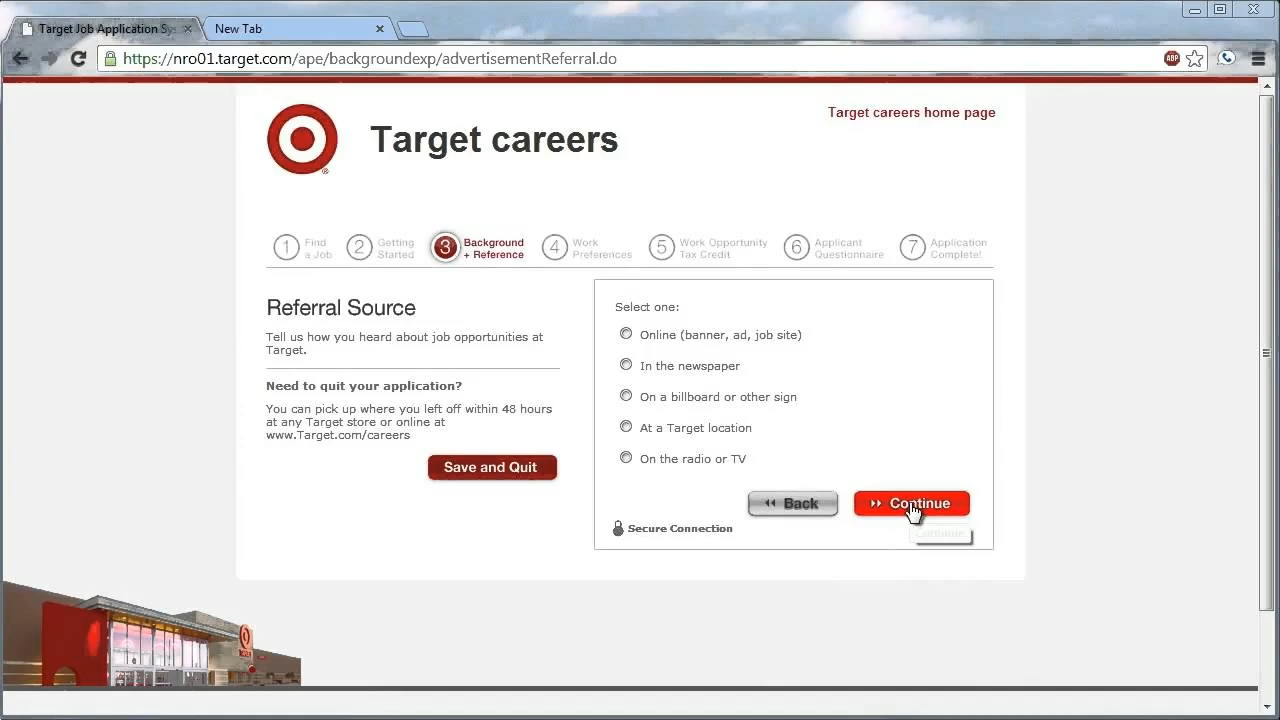 Target Job Application Sy
New Tab
https://nro01.target.com/ape/backgroundexp/advertisementReferral.do
ABP
Target careers home page
Target careers
®
1 Find a Job
2 Getting Started
3 Background + Reference
4 Work Preferences
5 Work Opportunity Tax Credit
6 Applicant Questionnaire
7 Application Complete!
Referral Source
Tell us how you heard about job opportunities at
Target.
Need to quit your application?
You can pick up where you left off within 48 hours
at any Target store or online at
www.Target.com/careers
Save and Quit
Select one:
Online (banner, ad, job site)
In the newspaper
On a billboard or other sign
At a Target location
On the radio or TV
Back
Continue
Secure Connection
Continue